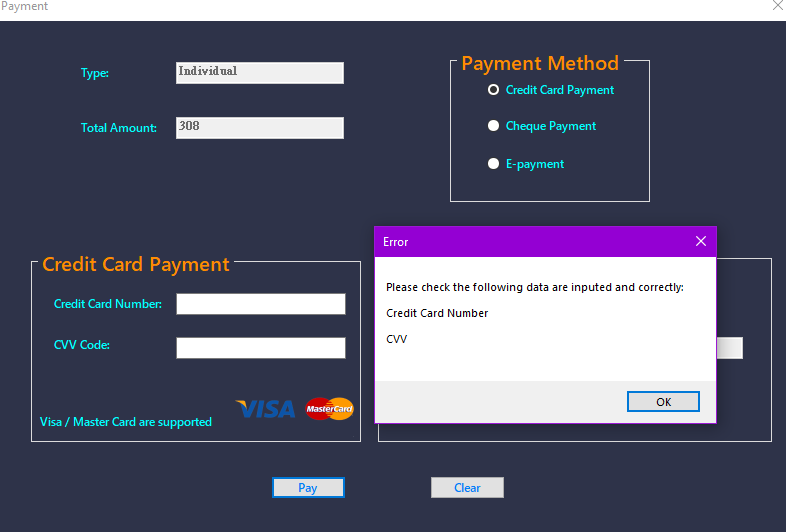 Payment
Type:
Individual
Total Amount:
308
Payment Method
Credit Card Payment
Cheque Payment
E-payment
Credit Card Payment
Credit Card Number:
CVV Code:
VISA
MasterCard
Visa / Master Card are supported
Error
Please check the following data are inputed and correctly:
Credit Card Number
CVV
OK
Pay
Clear